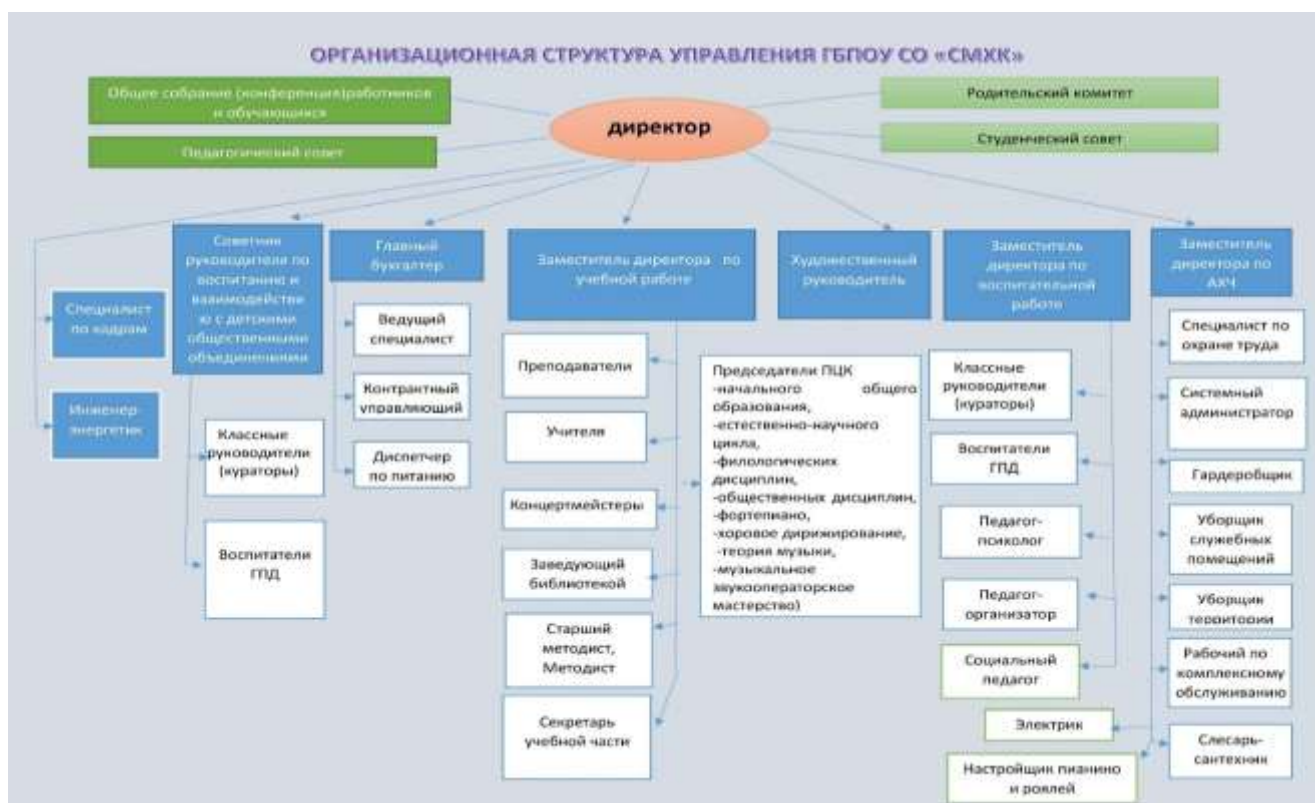 ОРГАНИЗАЦИОННАЯ СТРУКТУРА УПРАВЛЕНИЯ ГБПОУ СО «СМХК»
Общее собрание (конференция)работников
и обучающихся
Педагогический совет
директор
Родительский комитет
Студенческий совет
Специалист
по кадрам
Инженер-
энергетик
Советник
руководителя по
воспитанию и
взаимодействи
ю с детскими
общественными
объединениями
Классные
руководители
(кураторы)
Воспитатели
ГПД
Главный
бухгалтер
Ведущий
специалист
Контрактный
управляющий
Диспетчер
по питанию
Заместитель директора по
учебной работе
Преподаватели
Учителя
Концертмейстеры
Заведующий
библиотекой
Старший
методист,
Методист
Секретарь
учебной части
Председатели ПЦК
-начального общего
образования,
-естественно-научного
цикла,
-филологических
дисциплин,
-общественных дисциплин,
-фортепиано,
-хоровое дирижирование,
-теория музыки,
-музыкальное
звукооператорское
мастерство)
Художественный
руководитель
Заместитель
директора по
воспитательной
работе
Классные
руководители
(кураторы)
Воспитатели
ГПД
Педагог-
психолог
Педагог-
организатор
Социальный
педагог
Заместитель
директора по
АХЧ
Специалист по
охране труда
Системный
администратор
Гардеробщик
Уборщик
служебных
помещений
Уборщик
территории
Рабочий по
комплексному
обслуживанию
Электрик
Слесарь-
сантехник
Настройщик пианино
и роялей